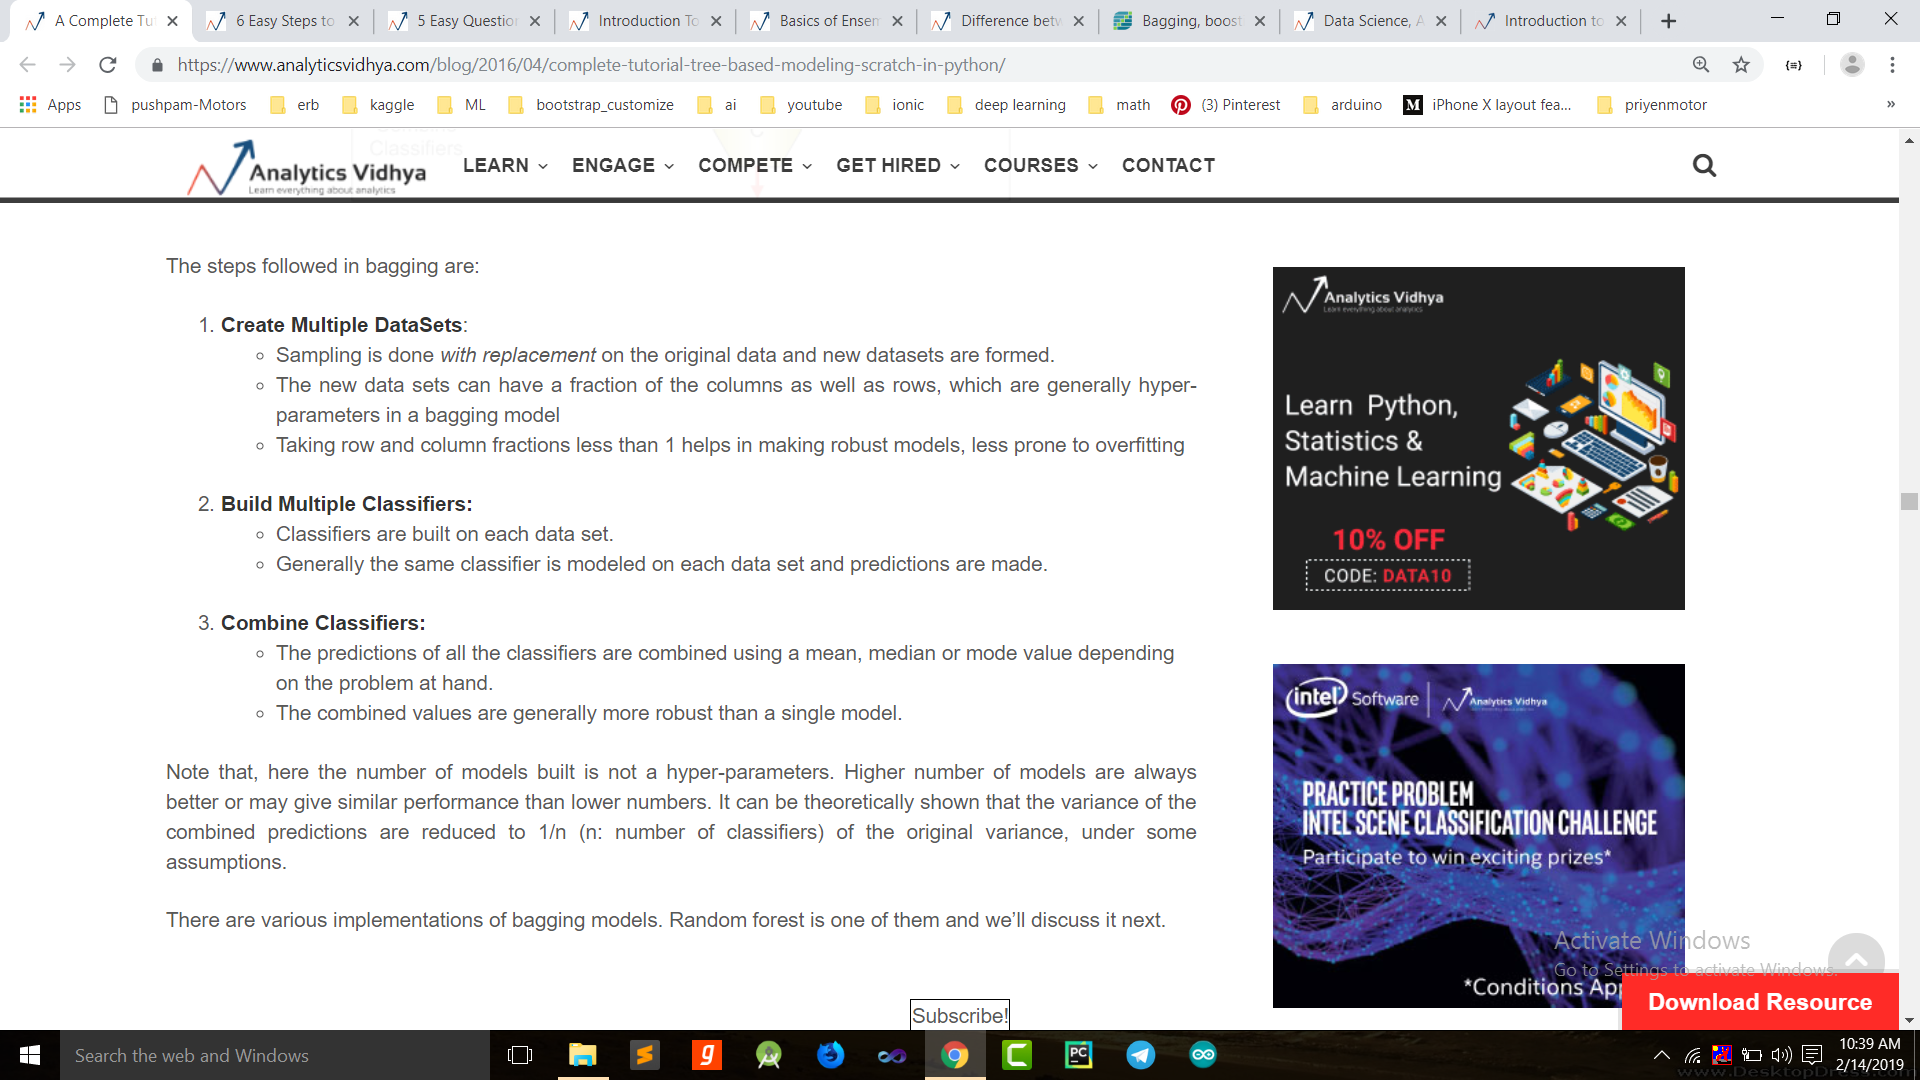 A Complete Tu
6 Easy Steps to
5 Easy Question
Introduction To
Basics of Ensem
Difference betw
Bagging, boost
Data Science, A
Introduction to
https://www.analyticsvidhya.com/blog/2016/04/complete-tutorial-tree-based-modeling-scratch-in-python/
Apps
pushpam-Motors
erb
kaggle
ML
bootstrap_customize
ai
youtube
ionic
deep learning
math
(3) Pinterest
arduino
M iPhone X layout fea...
priyenmotor
»
Classifiers
Analytics Vidhya
Learn everything about analytics
LEARN
ENGAGE
COMPETE
GET HIRED
COURSES
CONTACT
The steps followed in bagging are:
1. Create Multiple DataSets:
Sampling is done with replacement on the original data and new datasets are formed.
The new data sets can have a fraction of the columns as well as rows, which are generally hyper-
parameters in a bagging model
Taking row and column fractions less than 1 helps in making robust models, less prone to overfitting
2. Build Multiple Classifiers:
Classifiers are built on each data set.
Generally the same classifier is modeled on each data set and predictions are made.
3. Combine Classifiers:
The predictions of all the classifiers are combined using a mean, median or mode value depending
on the problem at hand.
The combined values are generally more robust than a single model.
Note that, here the number of models built is not a hyper-parameters. Higher number of models are always
better or may give similar performance than lower numbers. It can be theoretically shown that the variance of the
combined predictions are reduced to 1/n (n: number of classifiers) of the original variance, under some
assumptions.
There are various implementations of bagging models. Random forest is one of them and we’ll discuss it next.
Subscribe!
Analytics Vidhya
Learn everything about analytics
Learn Python,
Statistics &
Machine Learning
10% OFF
CODE: DATA10
intel Software
Analytics Vidhya
PRACTICE PROBLEM
INTEL SCENE CLASSIFICATION CHALLENGE
Participate to win exciting prizes*
*Conditions App
Activate Windows
Go to Settings to activate Windows.
Download Resource
Search the web and Windows
g
PC
10:39 AM
2/14/2019